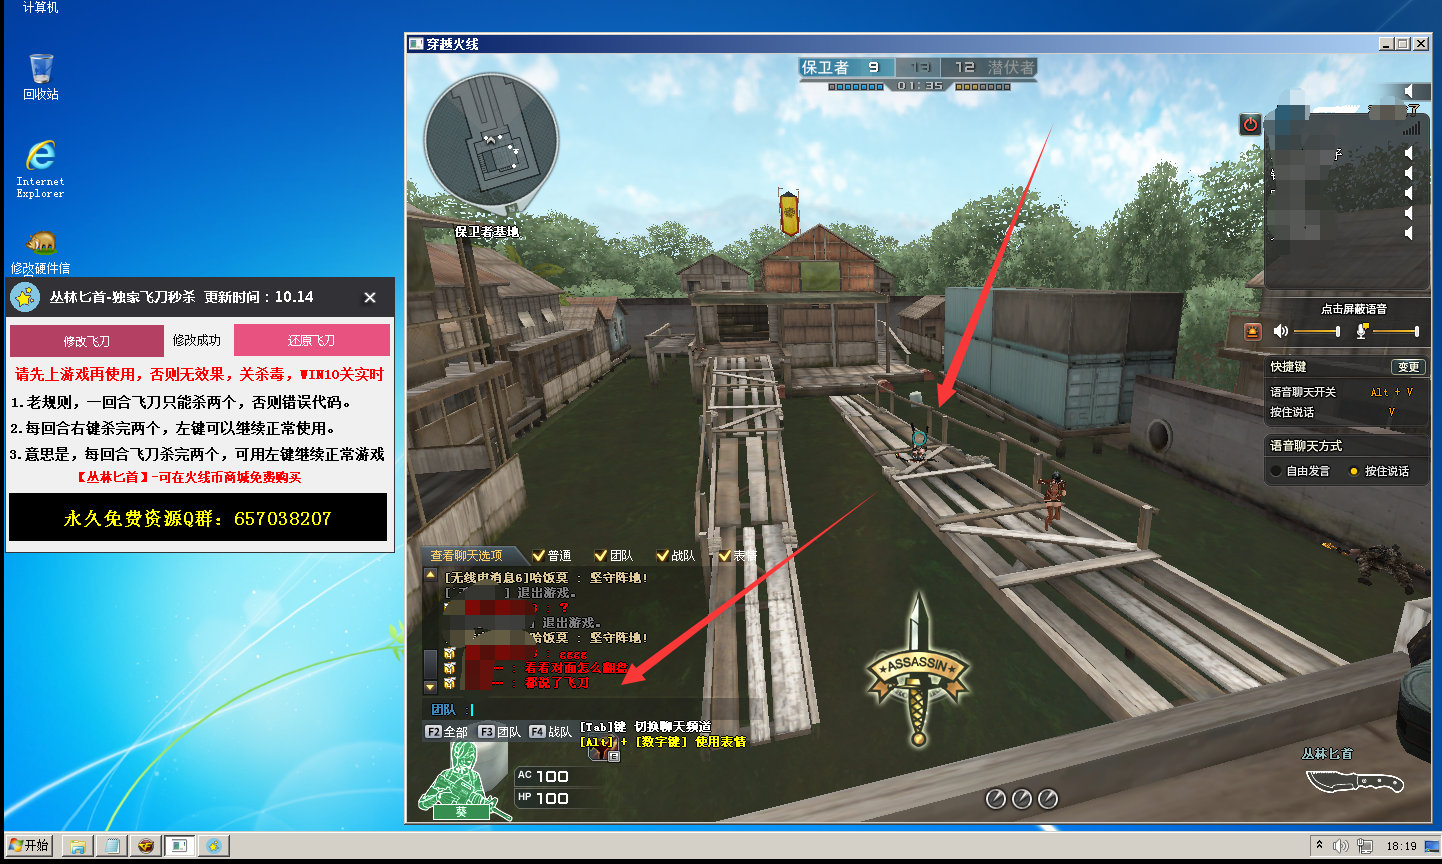 计算机
回收站
Internet
Explorer
修改硬件信
丛林匕首-独家飞刀秒杀 更新时间：10.14
修改飞刀
修改成功
还原飞刀
请先上游戏再使用，否则无效果，关杀毒，WIN10关实时
1.老规则，一回合飞刀只能杀两个，否则错误代码。
2.每回合右键杀完两个，左键可以继续正常使用。
3.意思是，每回合飞刀杀完两个，可用左键继续正常游戏
【丛林匕首】-可在火线币商城免费购买
永久免费资源Q群：657038207
穿越火线
保卫者 9 13 12 潜伏者
01:35
保卫者基地
子
点击屏蔽语音
快捷键
变更
语音聊天开关 Alt + V
按住说话 V
语音聊天方式
自由发言
按住说话
查看聊天选项
普通
团队
战队
表情
[无线电消息6]哈饭莫 : 坚守阵地!
] 退出游戏。
: ?
] 退出游戏。
哈饭莫 : 坚守阵地!
: gggg
: 看看对面怎么翻盘
: 都说了飞刀
团队 :
F2 全部 F3 团队 F4 战队
[Tab]键 切换聊天频道
[Alt] + [数字键] 使用表情
E
AC 100
HP 100
葵
ASSASSIN
丛林匕首
开始
18:19